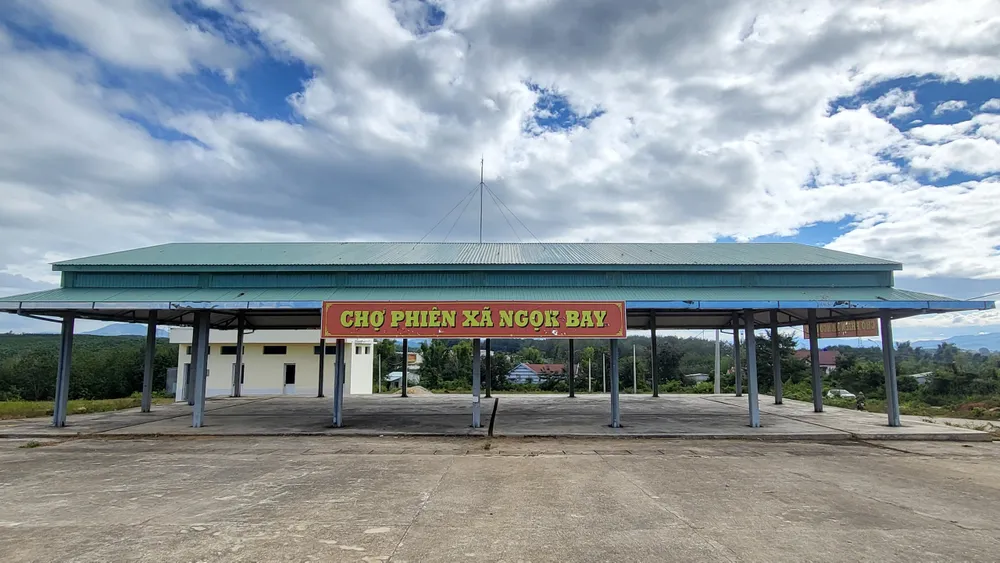 CHỢ PHIÊN XÃ NGỌK BAY